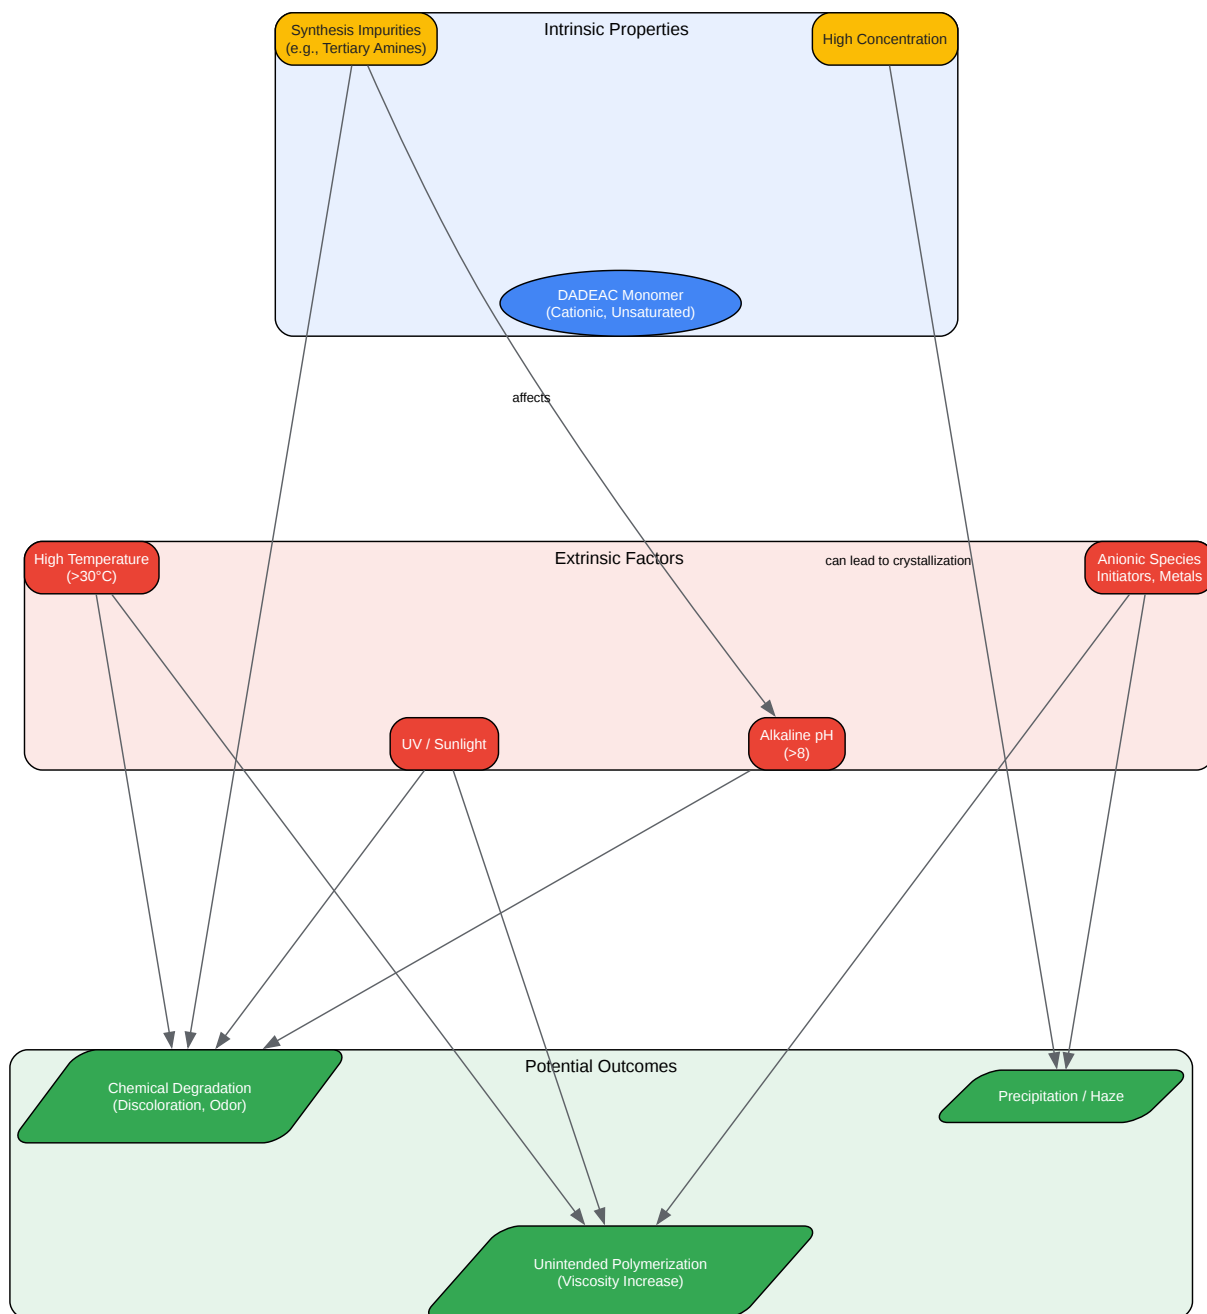 Synthesis Impurities
(e.g., Tertiary Amines)
Intrinsic Properties
High Concentration
DADEAC Monomer
(Cationic, Unsaturated)
affects
High Temperature
(>30°C)
Extrinsic Factors
can lead to crystallization
Anionic Species
Initiators, Metals
UV / Sunlight
Alkaline pH
(>8)
Potential Outcomes
Chemical Degradation
(Discoloration, Odor)
Precipitation / Haze
Unintended Polymerization
(Viscosity Increase)